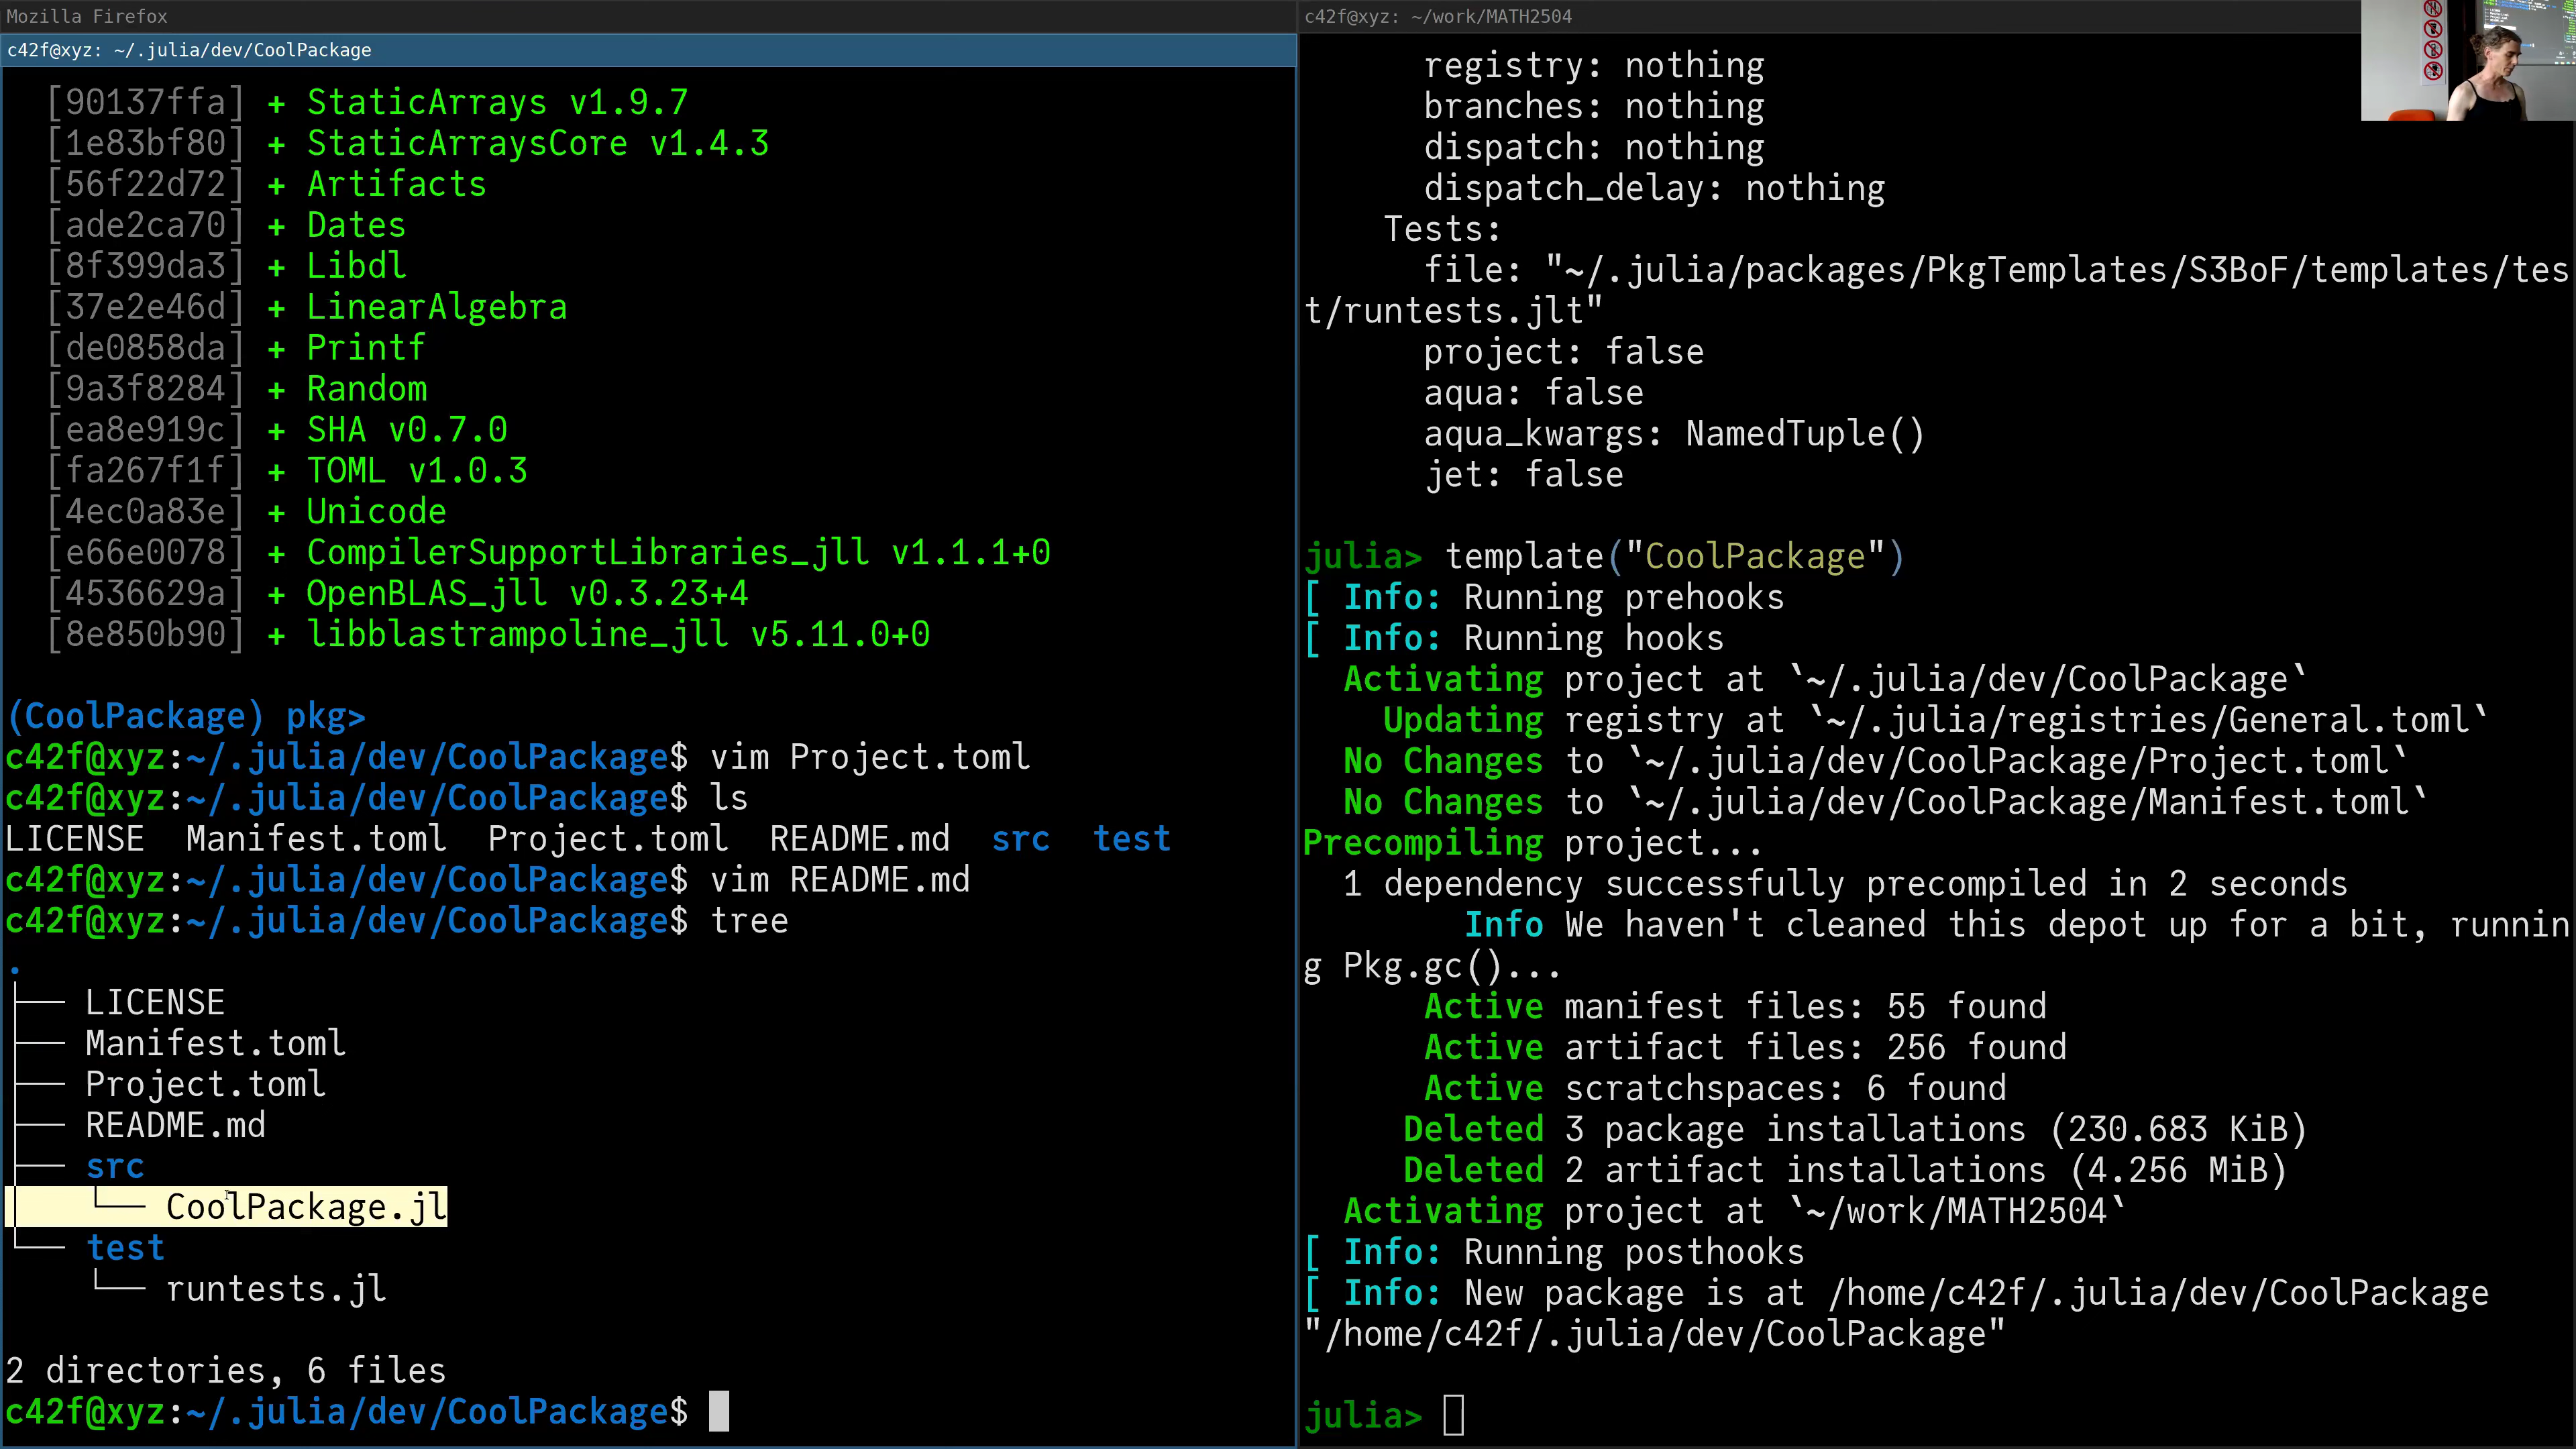 Mozilla Firefox
c42f@xyz: ~/.julia/dev/CoolPackage
[90137ffa] + StaticArrays v1.9.7
[1e83bf80] + StaticArraysCore v1.4.3
[56f22d72] + Artifacts
[ade2ca70] + Dates
[8f399da3] + Libdl
[37e2e46d] + LinearAlgebra
[de0858da] + Printf
[9a3f8284] + Random
[ea8e919c] + SHA v0.7.0
[fa267f1f] + TOML v1.0.3
[4ec0a83e] + Unicode
[e66e0078] + CompilerSupportLibraries_jll v1.1.1+0
[4536629a] + OpenBLAS_jll v0.3.23+4
[8e850b90] + libblastrampoline_jll v5.11.0+0
(CoolPackage) pkg>
c42f@xyz:~/.julia/dev/CoolPackage$ vim Project.toml
c42f@xyz:~/.julia/dev/CoolPackage$ ls
LICENSE  Manifest.toml  Project.toml  README.md  src  test
c42f@xyz:~/.julia/dev/CoolPackage$ vim README.md
c42f@xyz:~/.julia/dev/CoolPackage$ tree
.
├── LICENSE
├── Manifest.toml
├── Project.toml
├── README.md
├── src
│   └── CoolPackage.jl
└── test
    └── runtests.jl
2 directories, 6 files
c42f@xyz:~/.julia/dev/CoolPackage$
c42f@xyz: ~/work/MATH2504
registry: nothing
branches: nothing
dispatch: nothing
dispatch_delay: nothing
Tests:
file: "~/.julia/packages/PkgTemplates/S3BoF/templates/tes
t/runtests.jlt"
project: false
aqua: false
aqua_kwargs: NamedTuple()
jet: false
julia> template("CoolPackage")
[ Info: Running prehooks
[ Info: Running hooks
Activating project at `~/.julia/dev/CoolPackage`
Updating registry at `~/.julia/registries/General.toml`
No Changes to `~/.julia/dev/CoolPackage/Project.toml`
No Changes to `~/.julia/dev/CoolPackage/Manifest.toml`
Precompiling project...
1 dependency successfully precompiled in 2 seconds
Info We haven't cleaned this depot up for a bit, runnin
g Pkg.gc()...
Active manifest files: 55 found
Active artifact files: 256 found
Active scratchspaces: 6 found
Deleted 3 package installations (230.683 KiB)
Deleted 2 artifact installations (4.256 MiB)
Activating project at `~/work/MATH2504`
[ Info: Running posthooks
[ Info: New package is at /home/c42f/.julia/dev/CoolPackage
"/home/c42f/.julia/dev/CoolPackage"
julia>